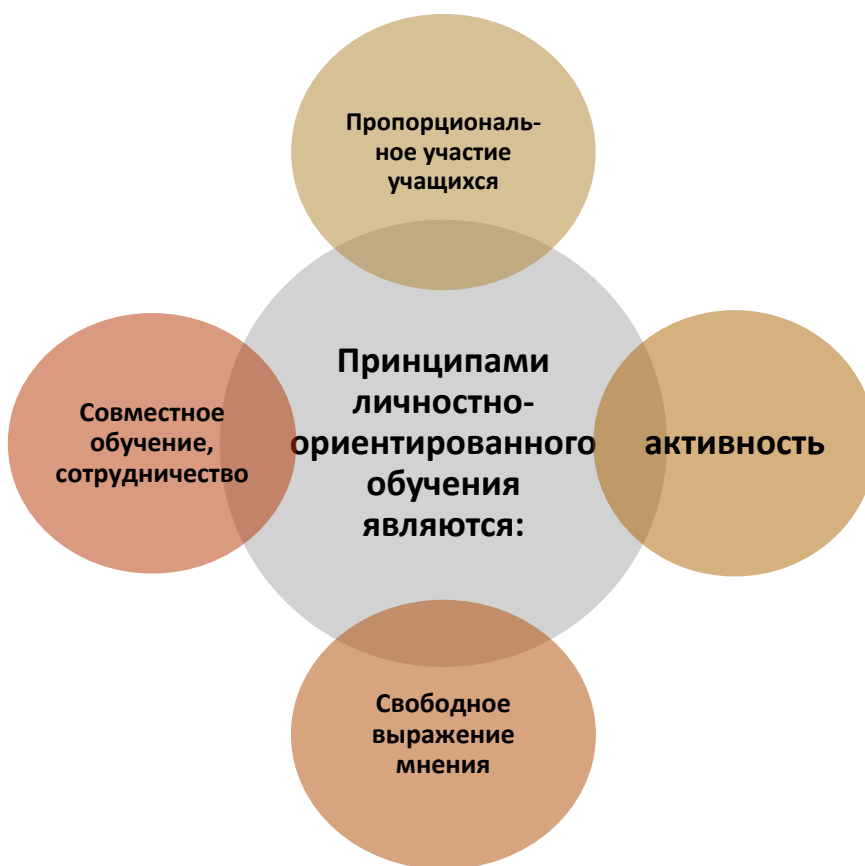 Пропорциональ-
ное участие
учащихся
Принципами
личностно-
ориентированного
обучения
являются:
Совместное
обучение,
сотрудничество
активность
Свободное
выражение
мнения